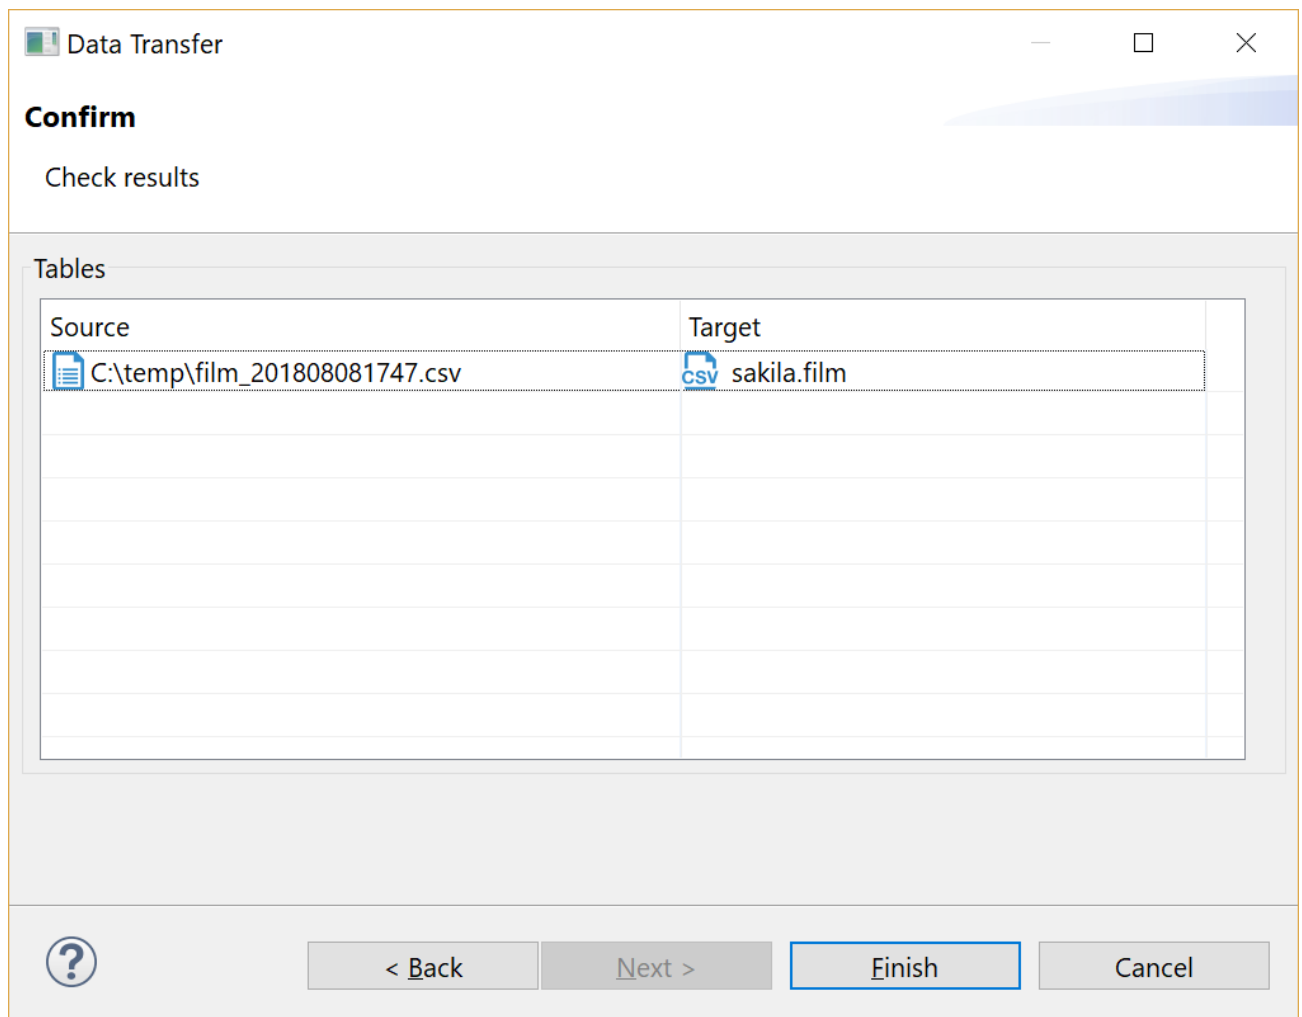 Data Transfer
Confirm
Check results
Tables
Source Target
C:\temp\film_201808081747.csv CSV sakila.film
? < Back Next > Finish Cancel